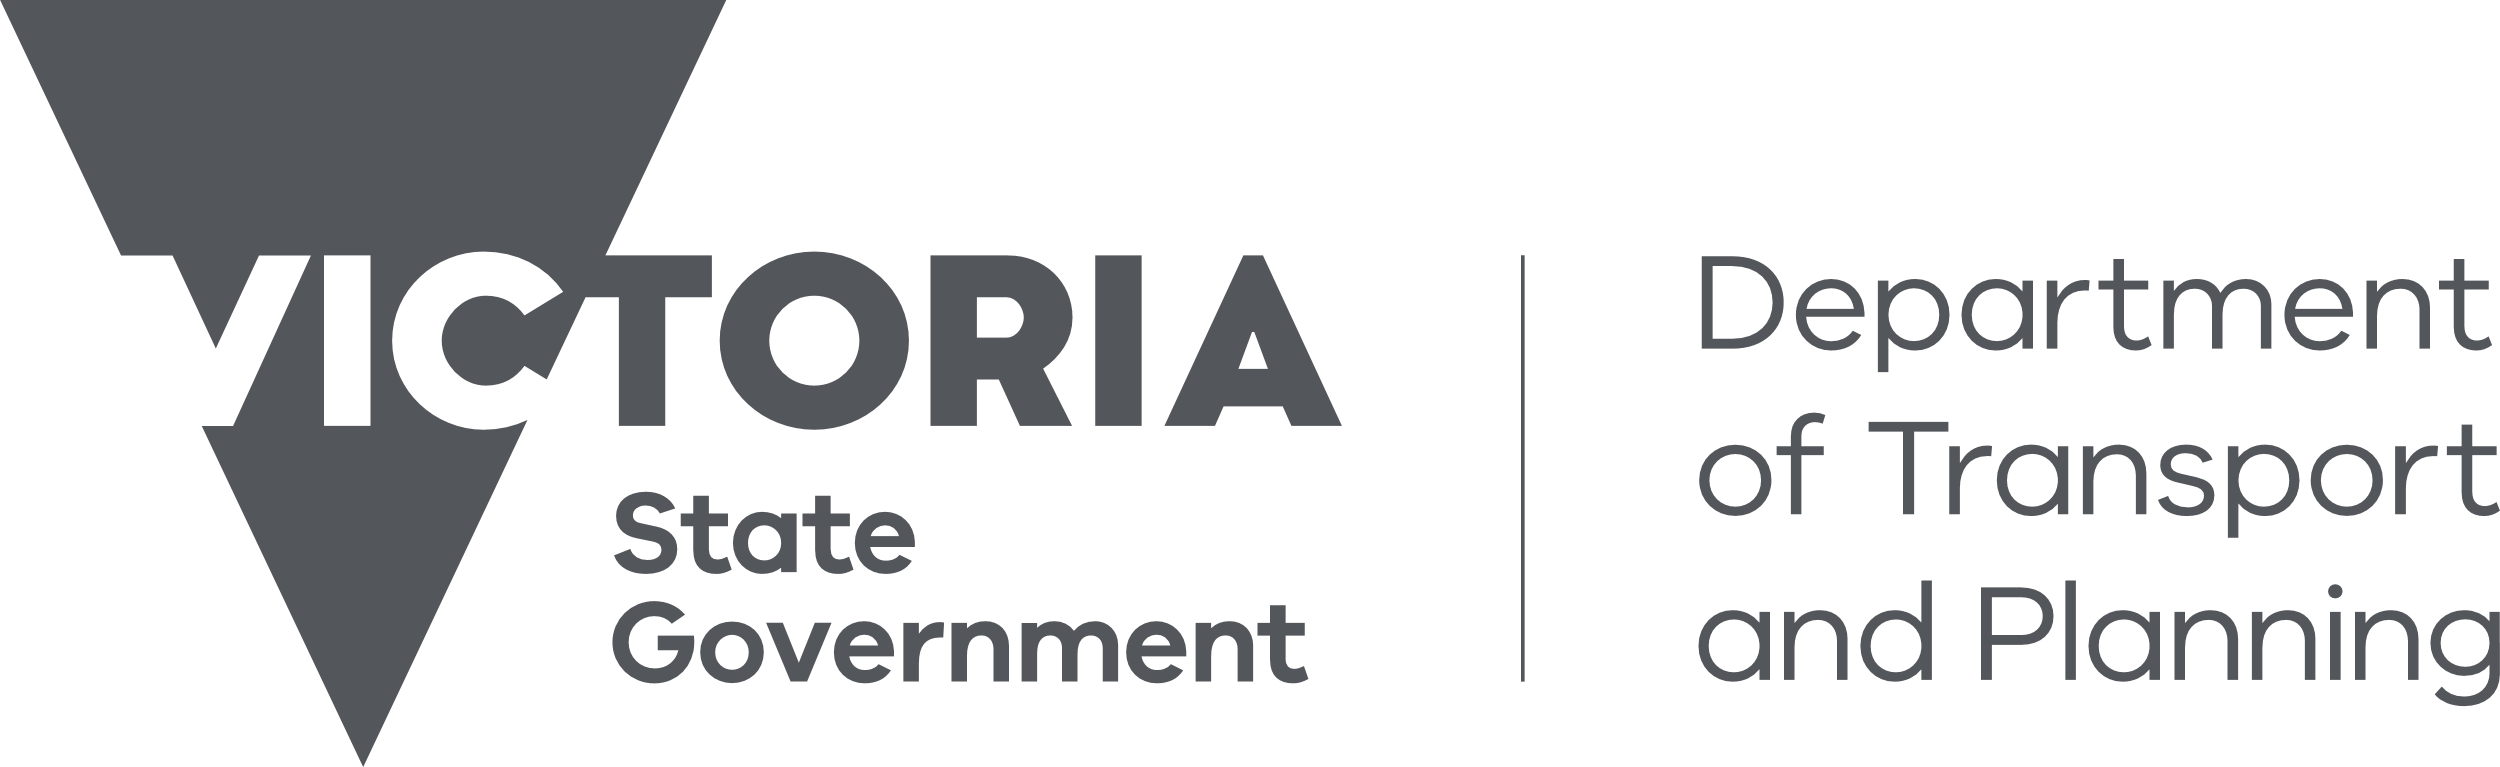 VICTORIA
State
Government
Department
of Transport
and Planning